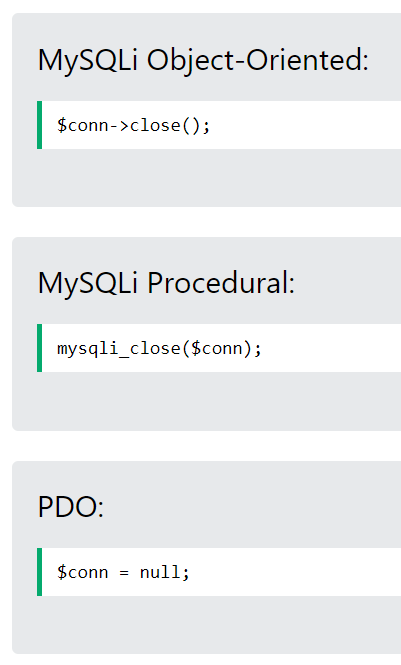 MySQLi Object-Oriented:
$conn->close();
MySQLi Procedural:
mysqli_close($conn);
PDO:
$conn = null;